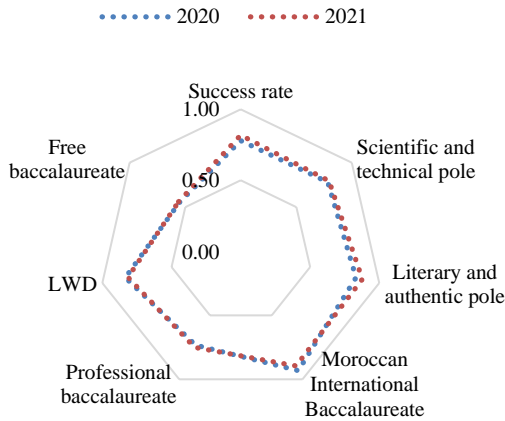 2020 2021
Success rate
1.00
Scientific and
technical pole
Free
baccalaureate
0.50
0.00
LWD
Literary and
authentic pole
Professional
baccalaureate
Moroccan
International
Baccalaureate